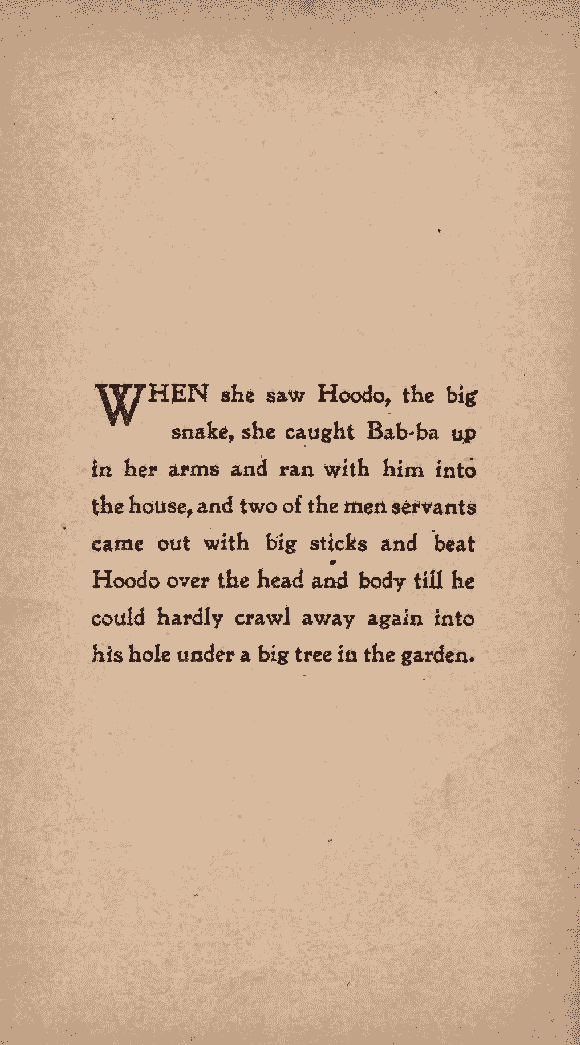 WHEN she saw Hoodo, the big
snake, she caught Bab-ba up
in her arms and ran with him into
the house, and two of the men servants
came out with big sticks and beat
Hoodo over the head and body till he
could hardly crawl away again into
his hole under a big tree in the garden.